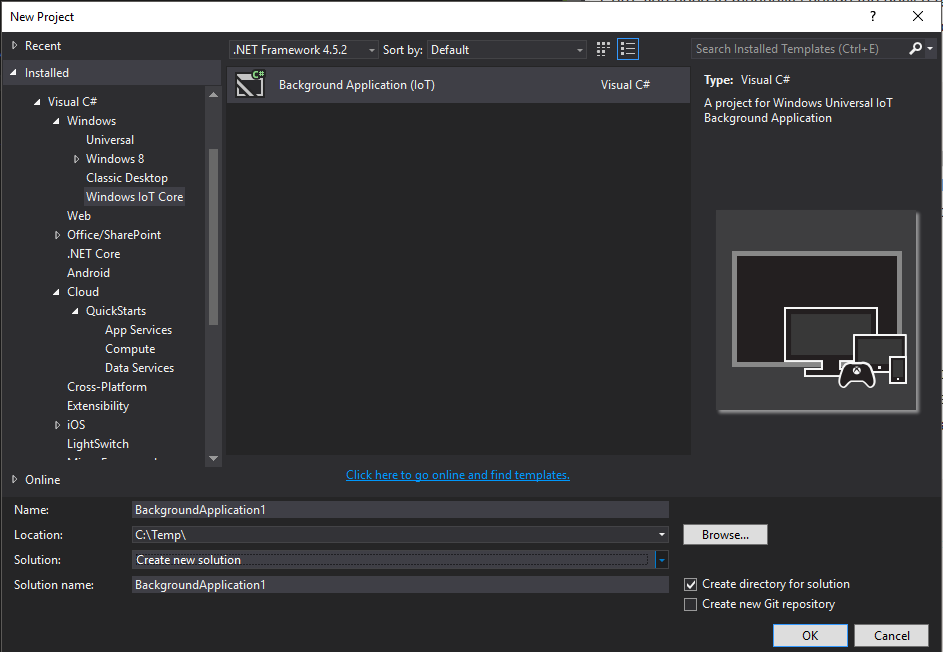 New Project
?
Recent
.NET Framework 4.5.2
Sort by:
Default
Search Installed Templates (Ctrl+E)
Installed
Visual C#
Windows
Universal
Windows 8
Classic Desktop
Windows IoT Core
Web
Office/SharePoint
.NET Core
Android
Cloud
QuickStarts
App Services
Compute
Data Services
Cross-Platform
Extensibility
iOS
LightSwitch
Online
C#
Background Application (IoT)
Visual C#
Type: Visual C#
A project for Windows Universal IoT
Background Application
Click here to go online and find templates.
Name:
BackgroundApplication1
Location:
C:\Temp\
Browse...
Solution:
Create new solution
Solution name:
BackgroundApplication1
Create directory for solution
Create new Git repository
OK
Cancel